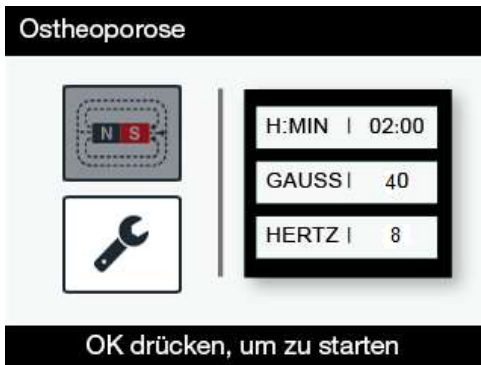 Ostheoporose
N S
H:MIN | 02:00
GAUSS | 40
HERTZ | 8
OK drücken, um zu starten